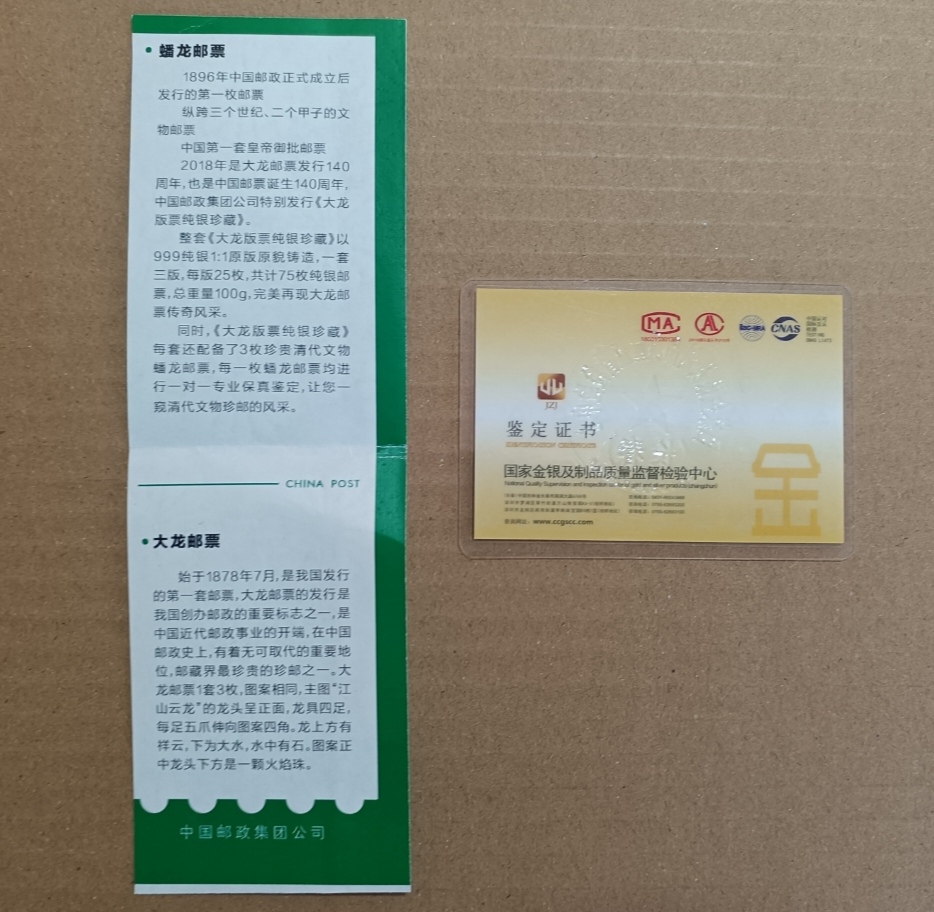 • 蟠龙邮票
1896年中国邮政正式成立后
发行的第一枚邮票
纵跨三个世纪、二个甲子的文
物邮票
中国第一套皇帝御批邮票
2018年是大龙邮票发行140
周年,也是中国邮票诞生140周年,
中国邮政集团公司特别发行《大龙
版票纯银珍藏》。
整套《大龙版票纯银珍藏》以
999纯银1:1原版原貌铸造,一套
三版,每版25枚,共计75枚纯银邮
票,总重量100g,完美再现大龙邮
票传奇风采。
同时,《大龙版票纯银珍藏》
每套还配备了3枚珍贵清代文物
蟠龙邮票,每一枚蟠龙邮票均进
行一对一专业保真鉴定,让您一
窥清代文物珍邮的风采。
CHINA POST
• 大龙邮票
始于1878年7月,是我国发行
的第一套邮票,大龙邮票的发行是
我国创办邮政的重要标志之一,是
中国近代邮政事业的开端,在中国
邮政史上,有着无可取代的重要地
位,邮藏界最珍贵的珍邮之一。大
龙邮票1套3枚,图案相同,主图“江
山云龙”的龙头呈正面,龙具四足,
每足五爪伸向图案四角。龙上方有
祥云,下为大水,水中有石。图案正
中龙头下方是一颗火焰珠。
中国邮政集团公司
MA
AL
ilac-MRA
CNAS
JZJ
鉴定证书
国家金银及制品质量监督检验中心
www.ccgscc.com
金